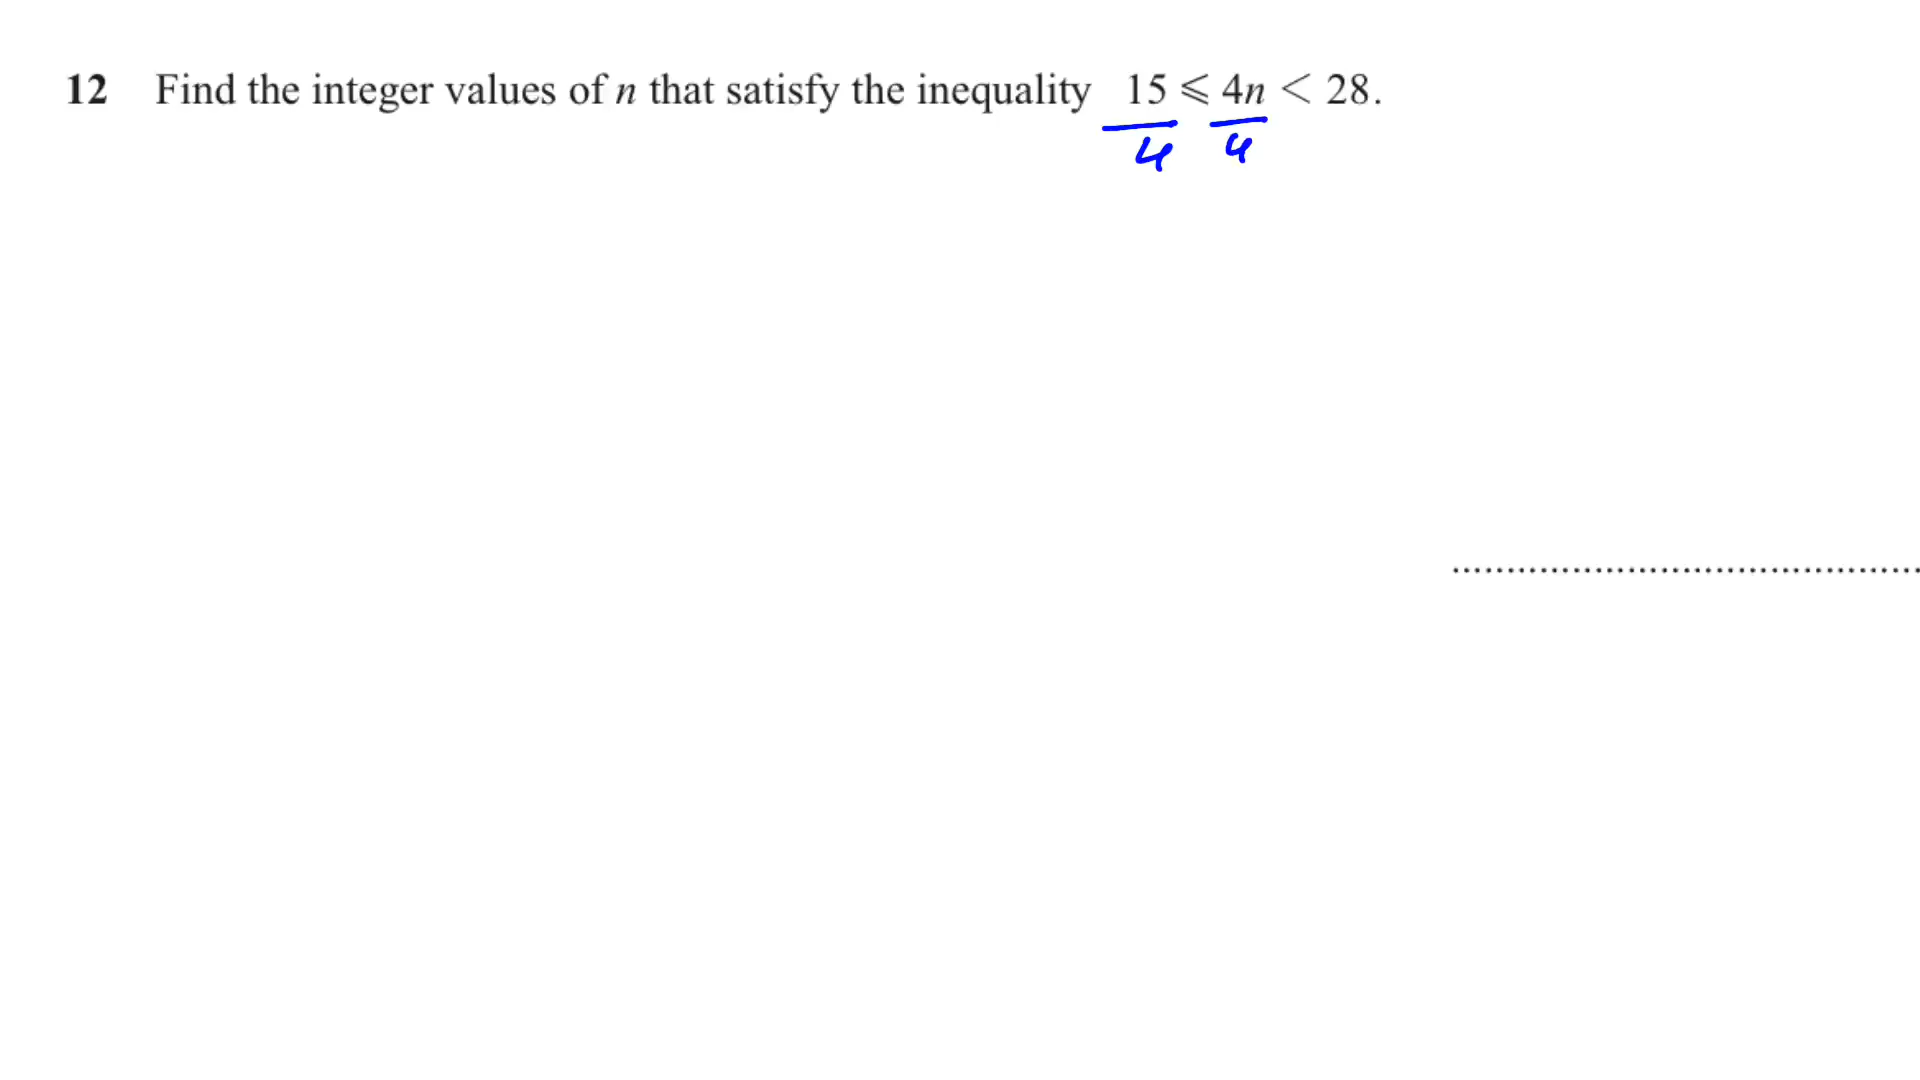 12 Find the integer values of n that satisfy the inequality 15 ⩽ 4n < 28.
4 4
........................................